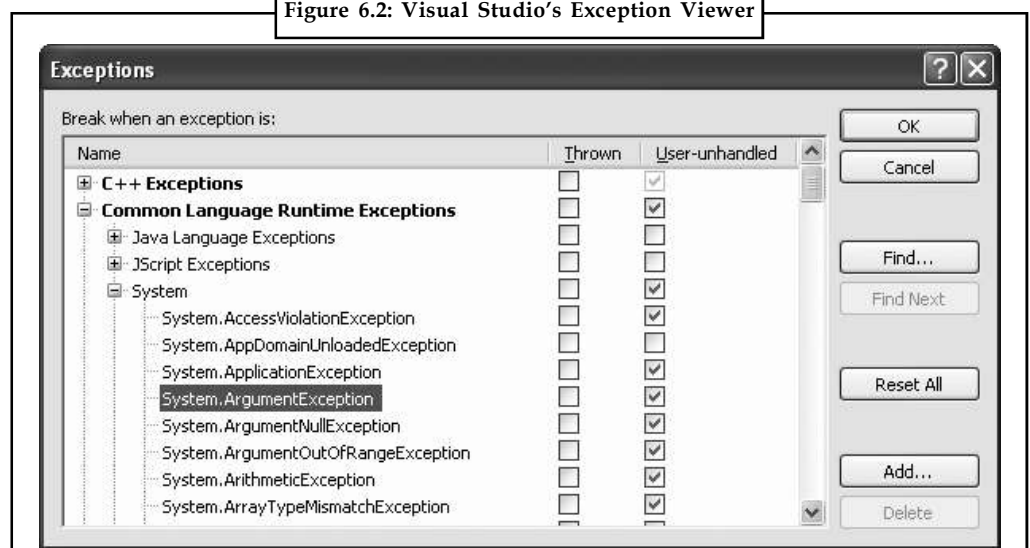 Figure 6.2: Visual Studio's Exception Viewer
Exceptions
Break when an exception is:
Name Thrown User-unhandled
C++ Exceptions
Common Language Runtime Exceptions
Java Language Exceptions
JScript Exceptions
System
System.AccessViolationException
System.AppDomainUnloadedException
System.ApplicationException
System.ArgumentException
System.ArgumentNullException
System.ArgumentOutOfRangeException
System.ArithmeticException
System.ArrayTypeMismatchException
OK
Cancel
Find...
Find Next
Reset All
Add...
Delete